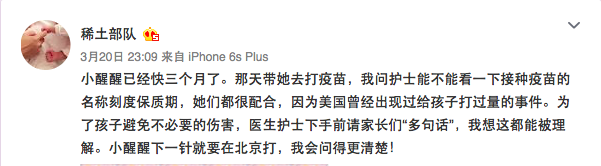 稀土部队
3月20日 23:09 来自 iPhone 6s Plus
小醒醒已经快三个月了。那天带她去打疫苗，我问护士能不能看一下接种疫苗的
名称刻度保质期，她们都很配合，因为美国曾经出现过给孩子打过量的事件。为
了孩子避免不必要的伤害，医生护士下手前请家长们“多句话”，我想这都能被理
解。小醒醒下一针就要在北京打，我会问得更清楚！